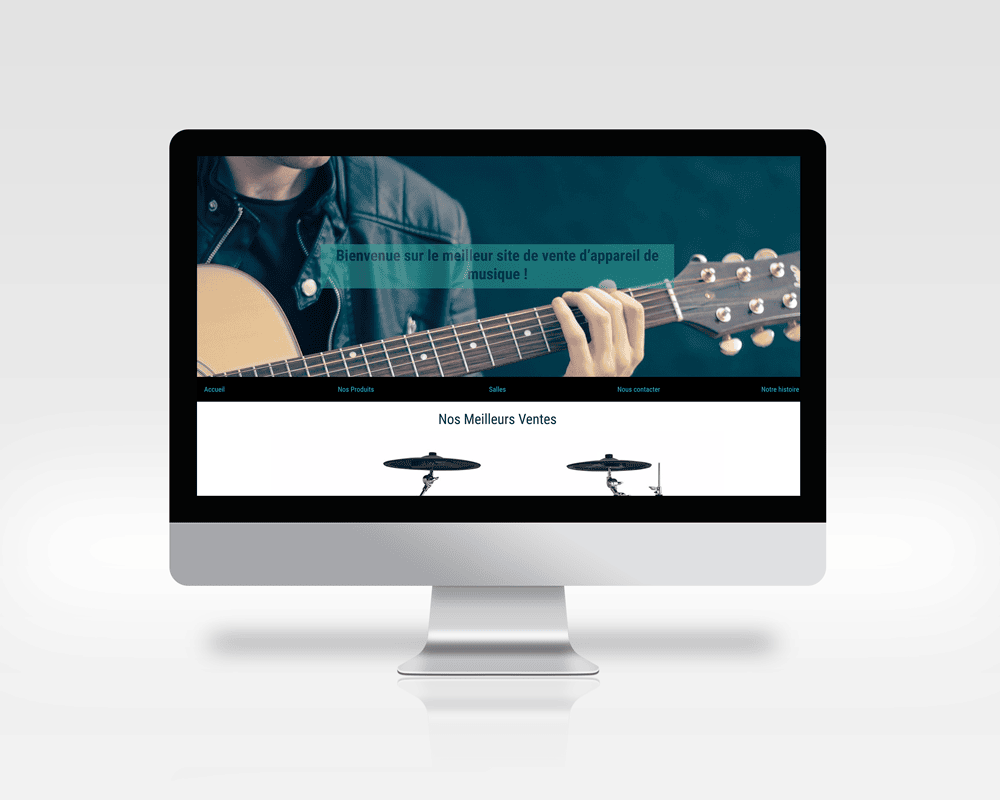 Bienvenue sur le meilleur site de vente d'appareil de
musique !
Accueil Nos Produits Salles Nous contacter Notre histoire
Nos Meilleurs Ventes